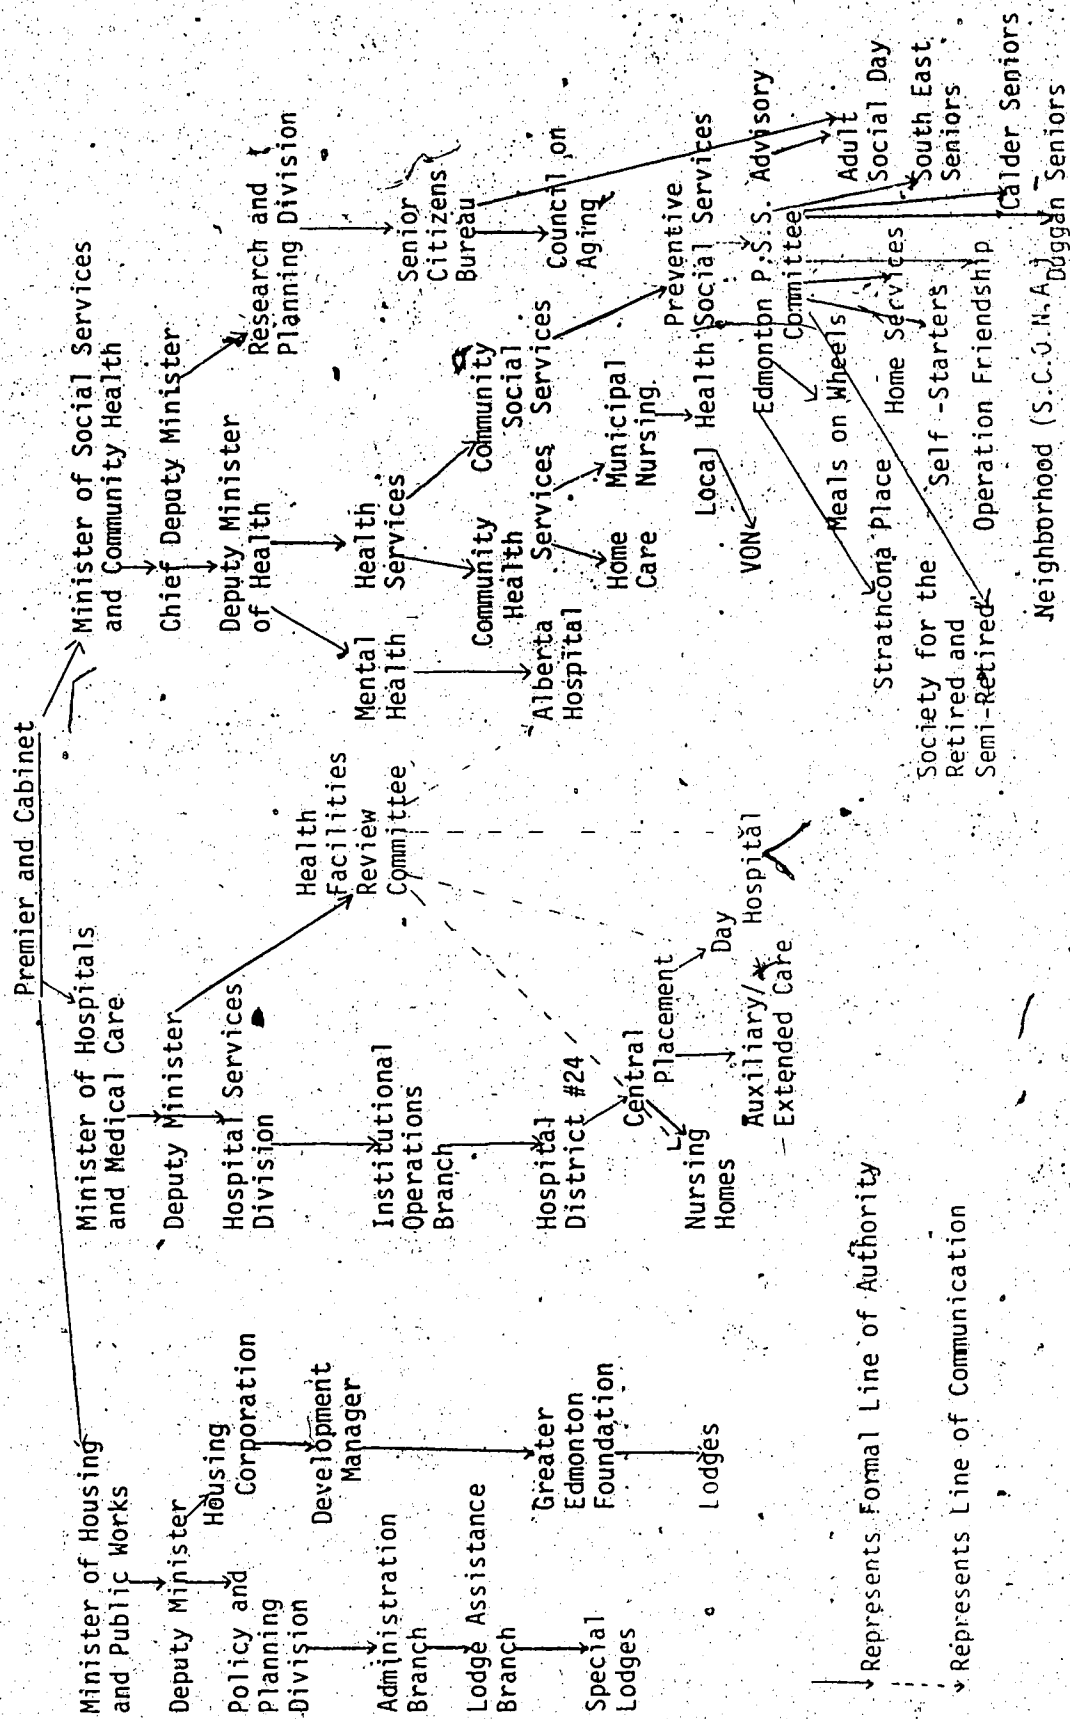 Premier and Cabinet
Minister of Housing
and Public Works
Deputy Minister
Policy and
Planning
Division
Administration
Branch
Lodge Assistance
Branch
Special
Lodges
Housing
Corporation
Development
Manager
Greater
Edmonton
Foundation
Lodges
Minister of Hospitals
and Medical Care
Deputy Minister
Hospital Services
Division
Institutional
Operations
Branch
Hospital
District #24
Central
Placement
Nursing
Homes
Auxiliary/
Extended Care
Day
Hospital
Health
Facilities
Review
Committee
Minister of Social Services
and Community Health
Chief Deputy Minister
Deputy Minister
of Health
Mental
Health
Alberta
Hospital
Health
Services
Community
Health
Services
Home
Care
Municipal
Nursing
Local Health
VON
Community
Social
Services
Preventive
Social Services
Edmonton P.S.S. Advisory
Committee
Research and
Planning Division
Senior
Citizens
Bureau
Council on
Aging
Adult
Social Day
South East
Seniors
Calder Seniors
Duggan Seniors
Meals on Wheels
Home Services
Strathcona Place
Self -Starters
Society for the
Retired and
Semi-Retired
Operation Friendship
Neighborhood (S.C.O.N.A.)
Represents Formal Line of Authority
Represents Line of Communication